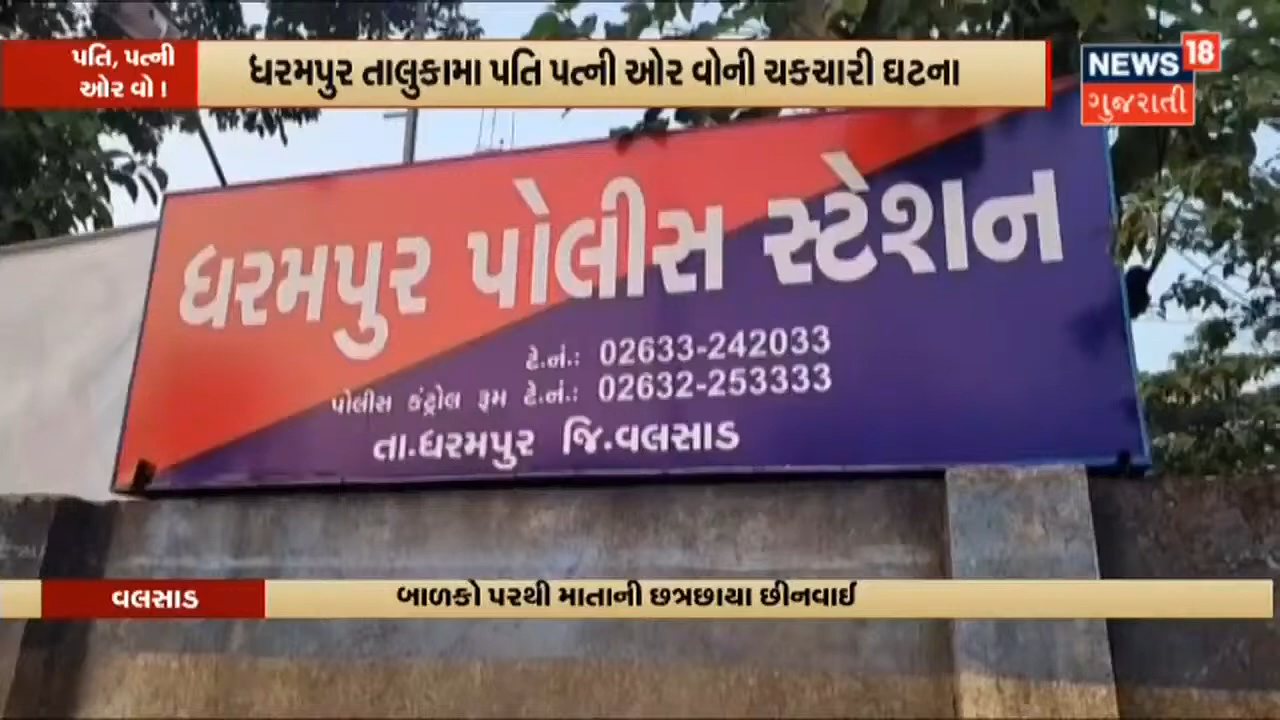 પતિ, પત્ની
ઓર વો !
ધરમપુર તાલુકામા પતિ પત્ની ઓર વોની ચકચારી ઘટના
NEWS 18
ગુજરાતી
ધરમપુર પોલીસ સ્ટેશન
ટે.નં.: 02633-242033
પોલીસ કંટ્રોલ રૂમ ટે.નં.: 02632-253333
તા.ધરમપુર જિ.વલસાડ
વલસાડ
બાળકો પરથી માતાની છત્રછાયા છીનવાઈ